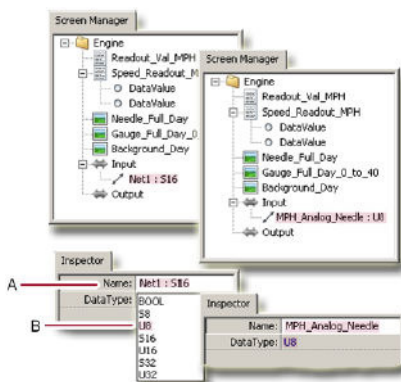 Screen Manager
Engine
Readout_Val_MPH
Speed_Readout_M
DataValue
DataValue
Needle_Full_Day
Gauge_Full_Day_0
Background_Day
Input
Net1 : S16
Output
Screen Manager
Engine
Readout_Val_MPH
Speed_Readout_MPH
DataValue
DataValue
Needle_Full_Day
Gauge_Full_Day_0_to_40
Background_Day
Input
MPH_Analog_Needle : U8
Output
Inspector
A
Name: Net1 : S16
DataType:
BOOL
S8
B
U8
S16
U16
S32
U32
Inspector
Name: MPH_Analog_Needle
DataType: U8